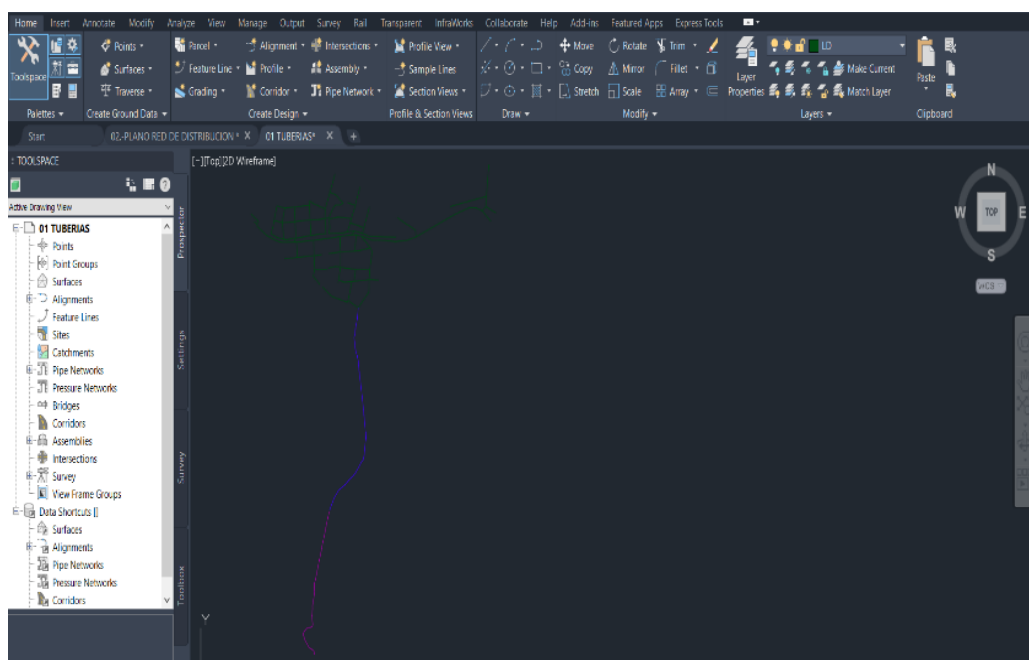 Home Insert Annotate Modify Analyze View Manage Output Survey Rail Transparent InfraWorks Collaborate Help Add-ins Featured Apps Express Tools
Points Parcel Alignment Intersections Profile View Move Rotate Trim LO
Toolspace Surfaces Feature Line Profile Assembly Sample Lines Copy Mirror Fillet Layer Properties Make Current Paste
Traverse Grading Corridor Pipe Network Section Views Stretch Scale Array Match Layer
Palettes Create Ground Data Create Design Profile & Section Views Draw Modify Layers Clipboard
Start 02.-PLANO RED DE DISTRIBUCION* X 01 TUBERIAS* X +
TOOLSPACE
[-][Top][2D Wireframe]
Active Drawing View
01 TUBERIAS
Points
Point Groups
Surfaces
Alignments
Feature Lines
Sites
Catchments
Pipe Networks
Pressure Networks
Bridges
Corridors
Assemblies
Intersections
Survey
View Frame Groups
Data Shortcuts []
Surfaces
Alignments
Pipe Networks
Pressure Networks
Corridors
Prospector
Settings
Survey
Toolbox
N
W TOP E
S
WCS
Y